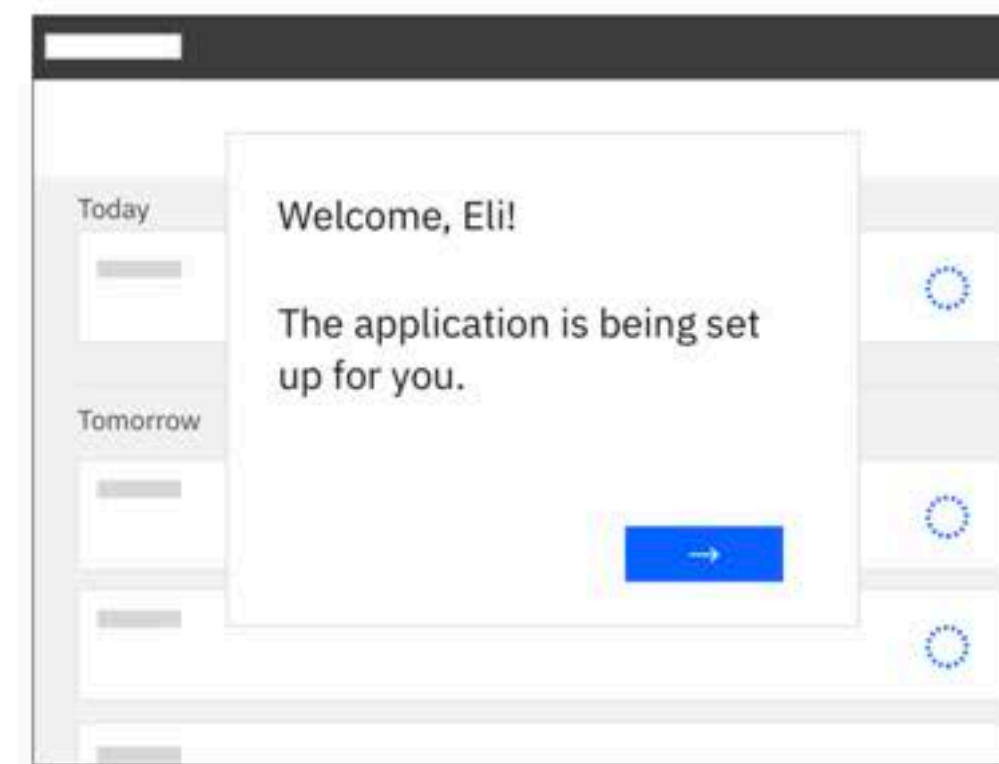 Today
Welcome, Eli!
The application is being set
up for you.
Tomorrow
→